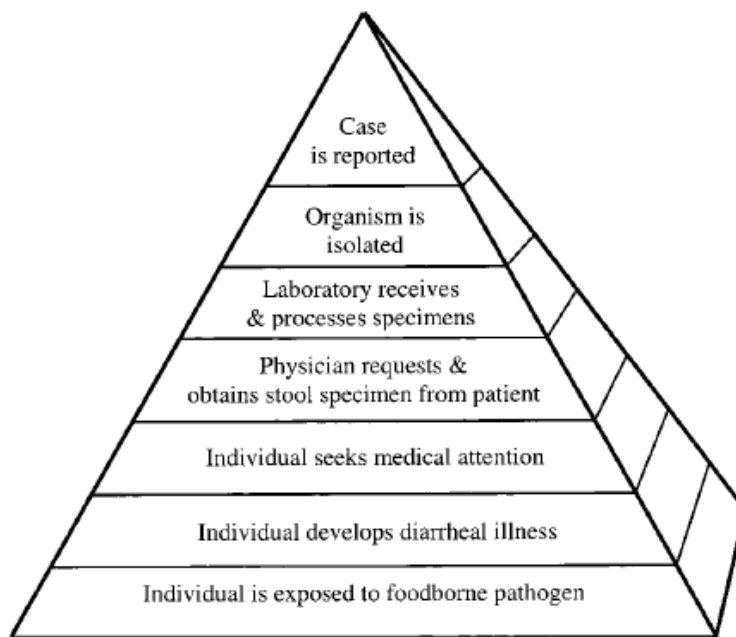 Case
is reported
Organism is
isolated
Laboratory receives
& processes specimens
Physician requests &
obtains stool specimen from patient
Individual seeks medical attention
Individual develops diarrheal illness
Individual is exposed to foodborne pathogen